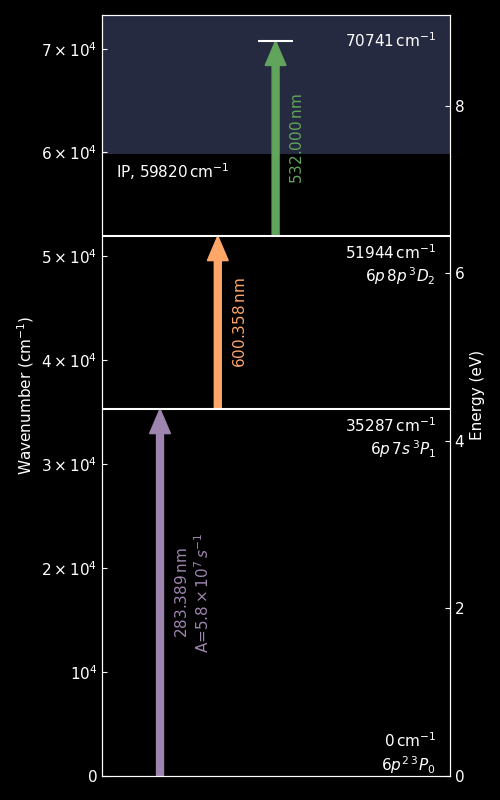 7 × 10⁴
6 × 10⁴
5 × 10⁴
4 × 10⁴
3 × 10⁴
2 × 10⁴
10⁴
0
Wavenumber (cm⁻¹)
70741 cm⁻¹
532.000 nm
IP, 59820 cm⁻¹
51944 cm⁻¹
6p 8p ³D₂
600.358 nm
35287 cm⁻¹
6p 7s ³P₁
283.389 nm
A=5.8 × 10⁷ s⁻¹
0 cm⁻¹
6p² ³P₀
8
6
4
2
0
Energy (eV)